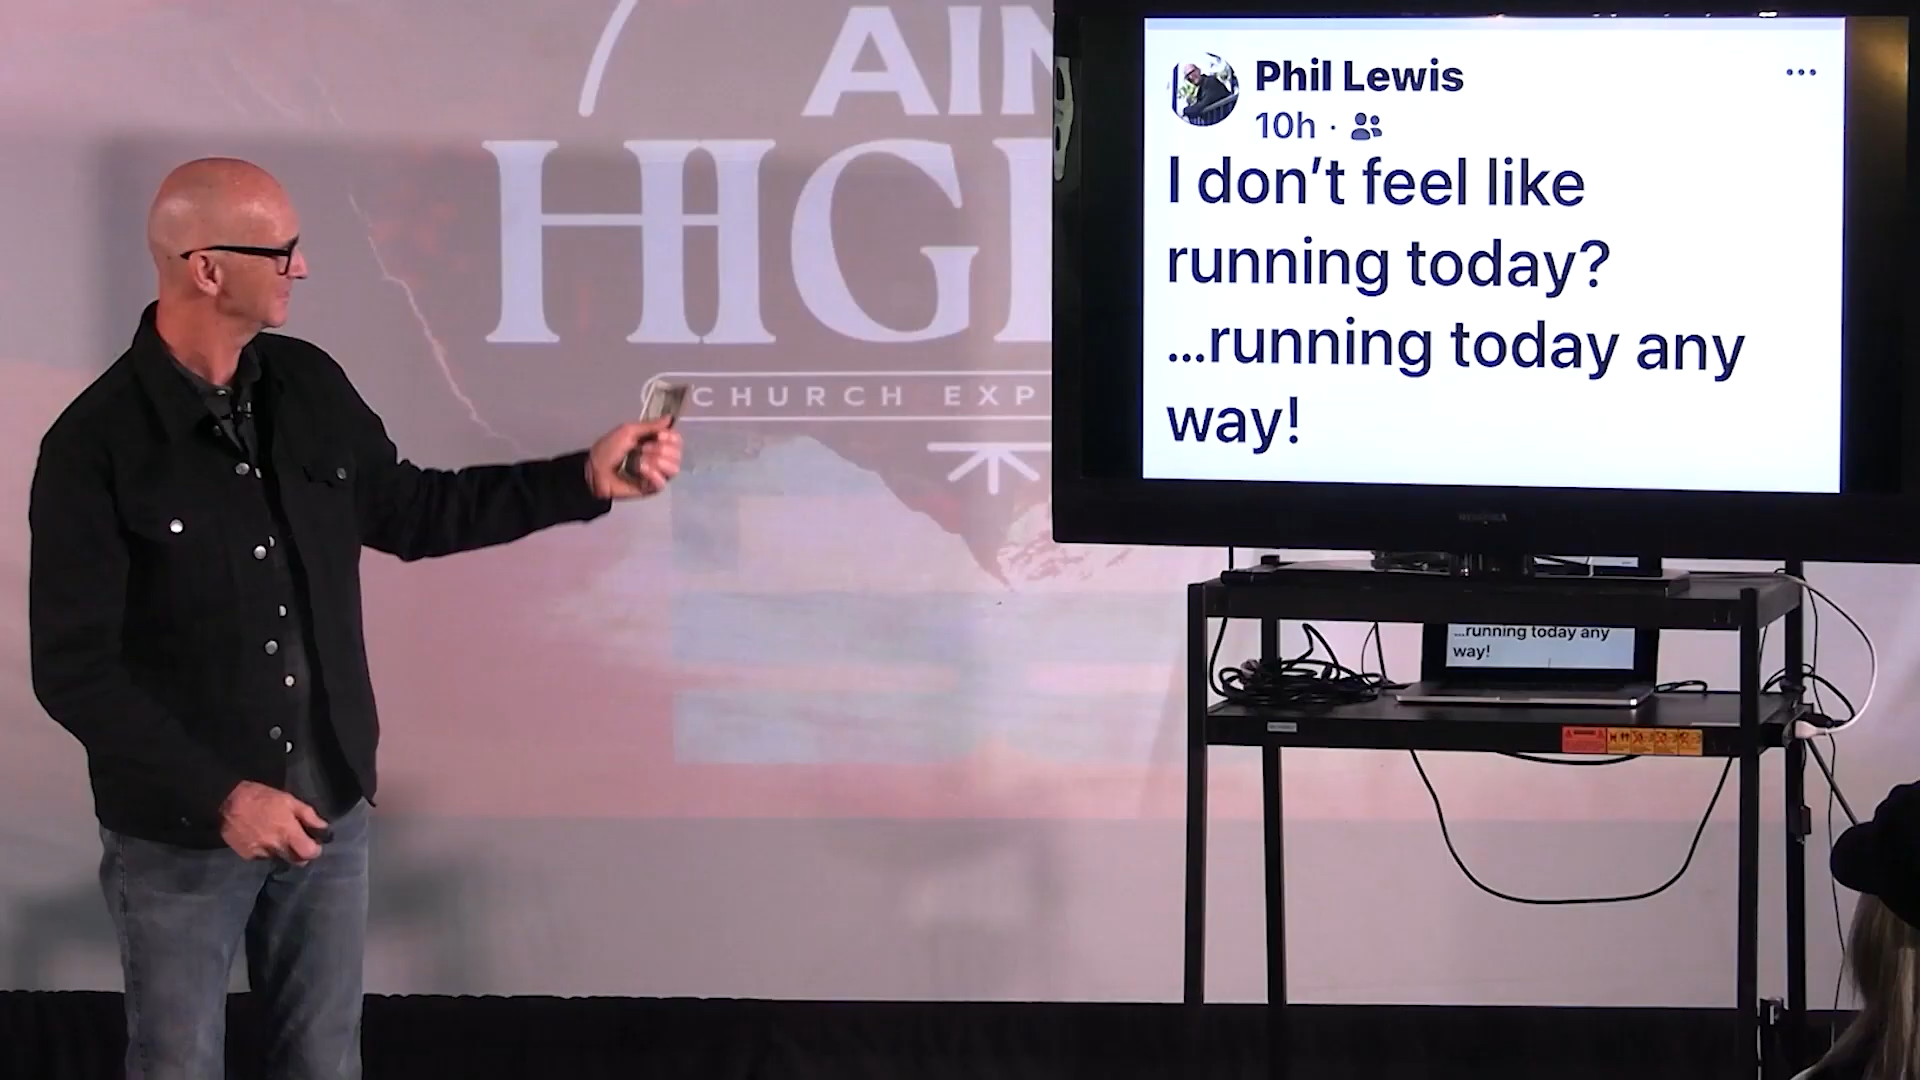 AIN
HIGH
CHURCH EXP
Phil Lewis
10h ·
I don’t feel like
running today?
...running today any
way!
...running today any
way!